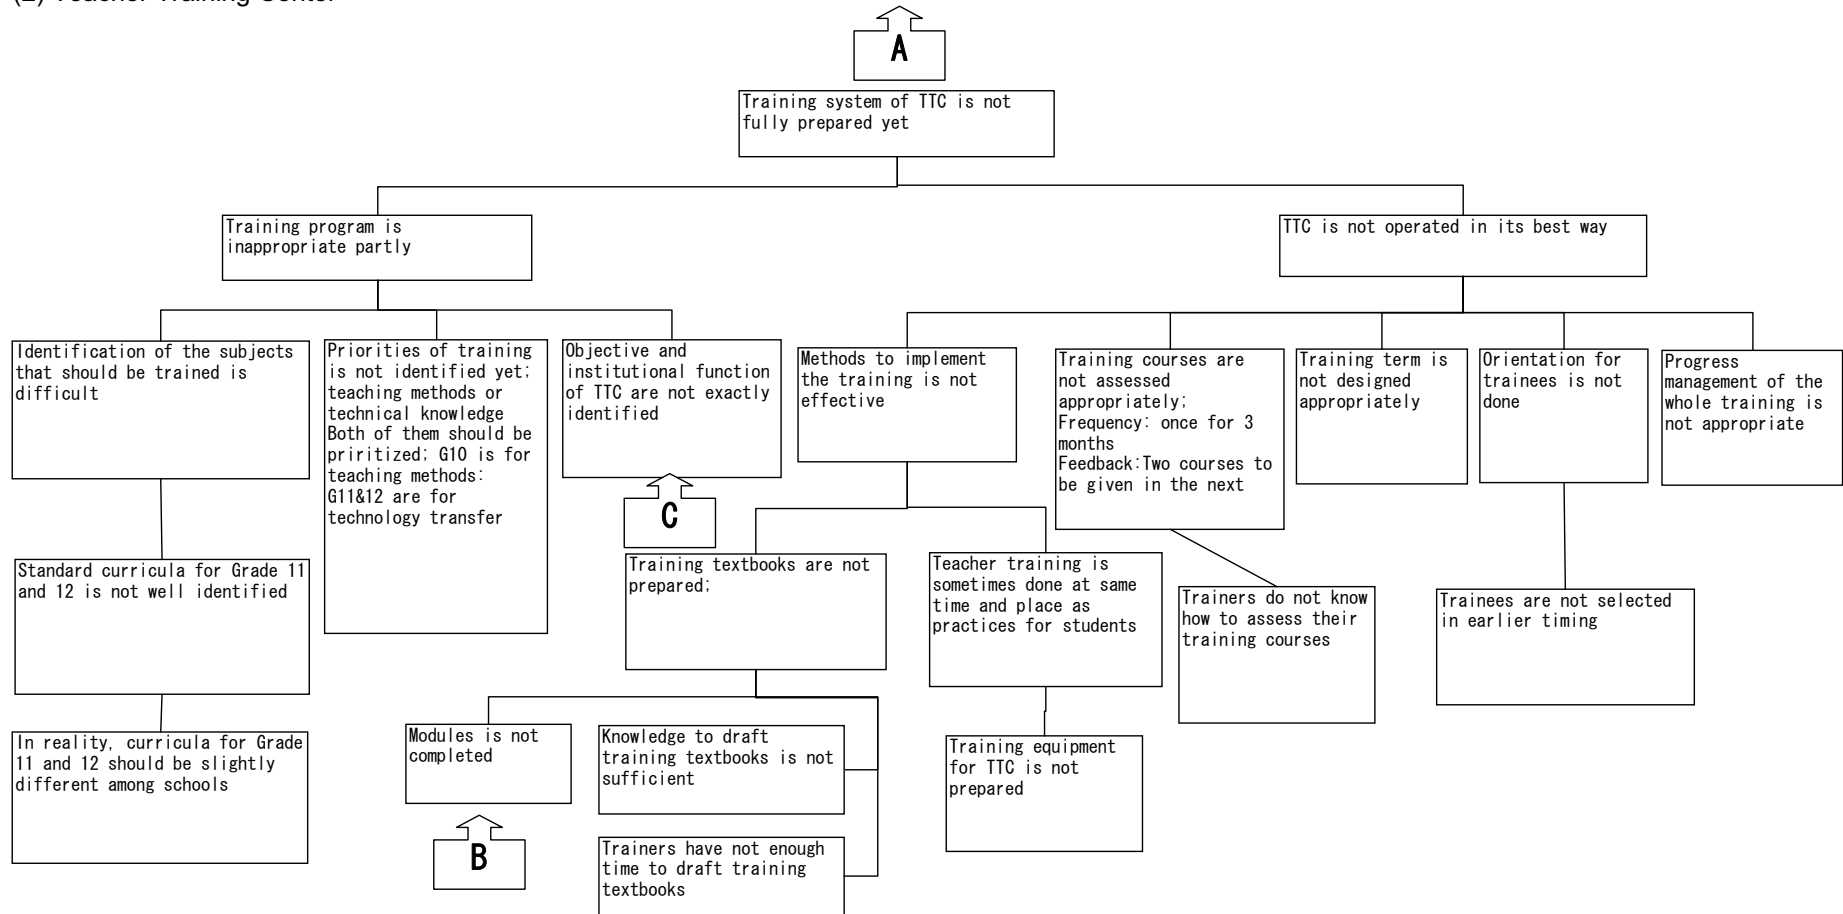 (2) Teacher Training Center
A
Training system of TTC is not
fully prepared yet
Training program is
inappropriate partly
TTC is not operated in its best way
Identification of the subjects
that should be trained is
difficult
Priorities of training
is not identified yet;
teaching methods or
technical knowledge
Both of them should be
priritized; G10 is for
teaching methods:
G11&12 are for
technology transfer
Objective and
institutional function
of TTC are not exactly
identified
C
Methods to implement
the training is not
effective
Training courses are
not assessed
appropriately;
Frequency: once for 3
months
Feedback:Two courses to
be given in the next
Training term is
not designed
appropriately
Orientation for
trainees is not
done
Progress
management of the
whole training is
not appropriate
Standard curricula for Grade 11
and 12 is not well identified
Training textbooks are not
prepared;
Teacher training is
sometimes done at same
time and place as
practices for students
Trainers do not know
how to assess their
training courses
Trainees are not selected
in earlier timing
In reality, curricula for Grade
11 and 12 should be slightly
different among schools
Modules is not
completed
B
Knowledge to draft
training textbooks is not
sufficient
Training equipment
for TTC is not
prepared
Trainers have not enough
time to draft training
textbooks